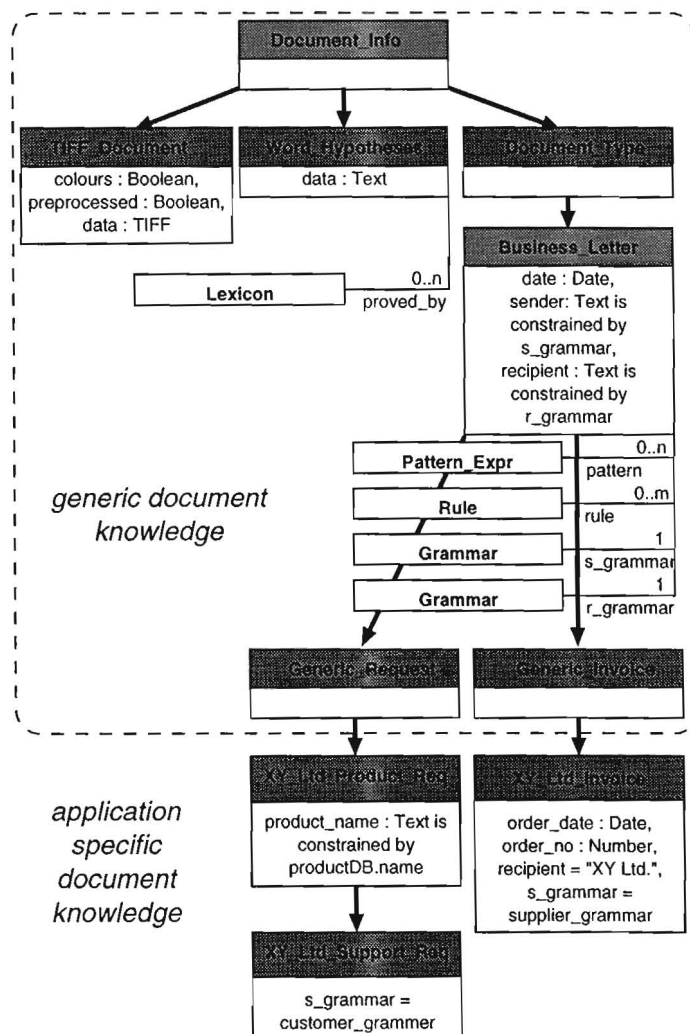 Document_Info
TIFF_Document
colours : Boolean,
preprocessed : Boolean,
data : TIFF
Word_Hypotheses
data : Text
Document_Type
Business_Letter
date : Date,
sender: Text is
constrained by
s_grammar,
recipient : Text is
constrained by
r_grammar
Lexicon
0..n
proved_by
Pattern_Expr
0..n
pattern
Rule
0..m
rule
Grammar
1
s_grammar
Grammar
1
r_grammar
generic document
knowledge
Generic_Request
Generic_Invoice
application
specific
document
knowledge
XY_Ltd_Product_Req
product_name : Text is
constrained by
productDB.name
XY_Ltd_Invoice
order_date : Date,
order_no : Number,
recipient = "XY Ltd.",
s_grammar =
supplier_grammar
XY_Ltd_Support_Req
s_grammar =
customer_grammer